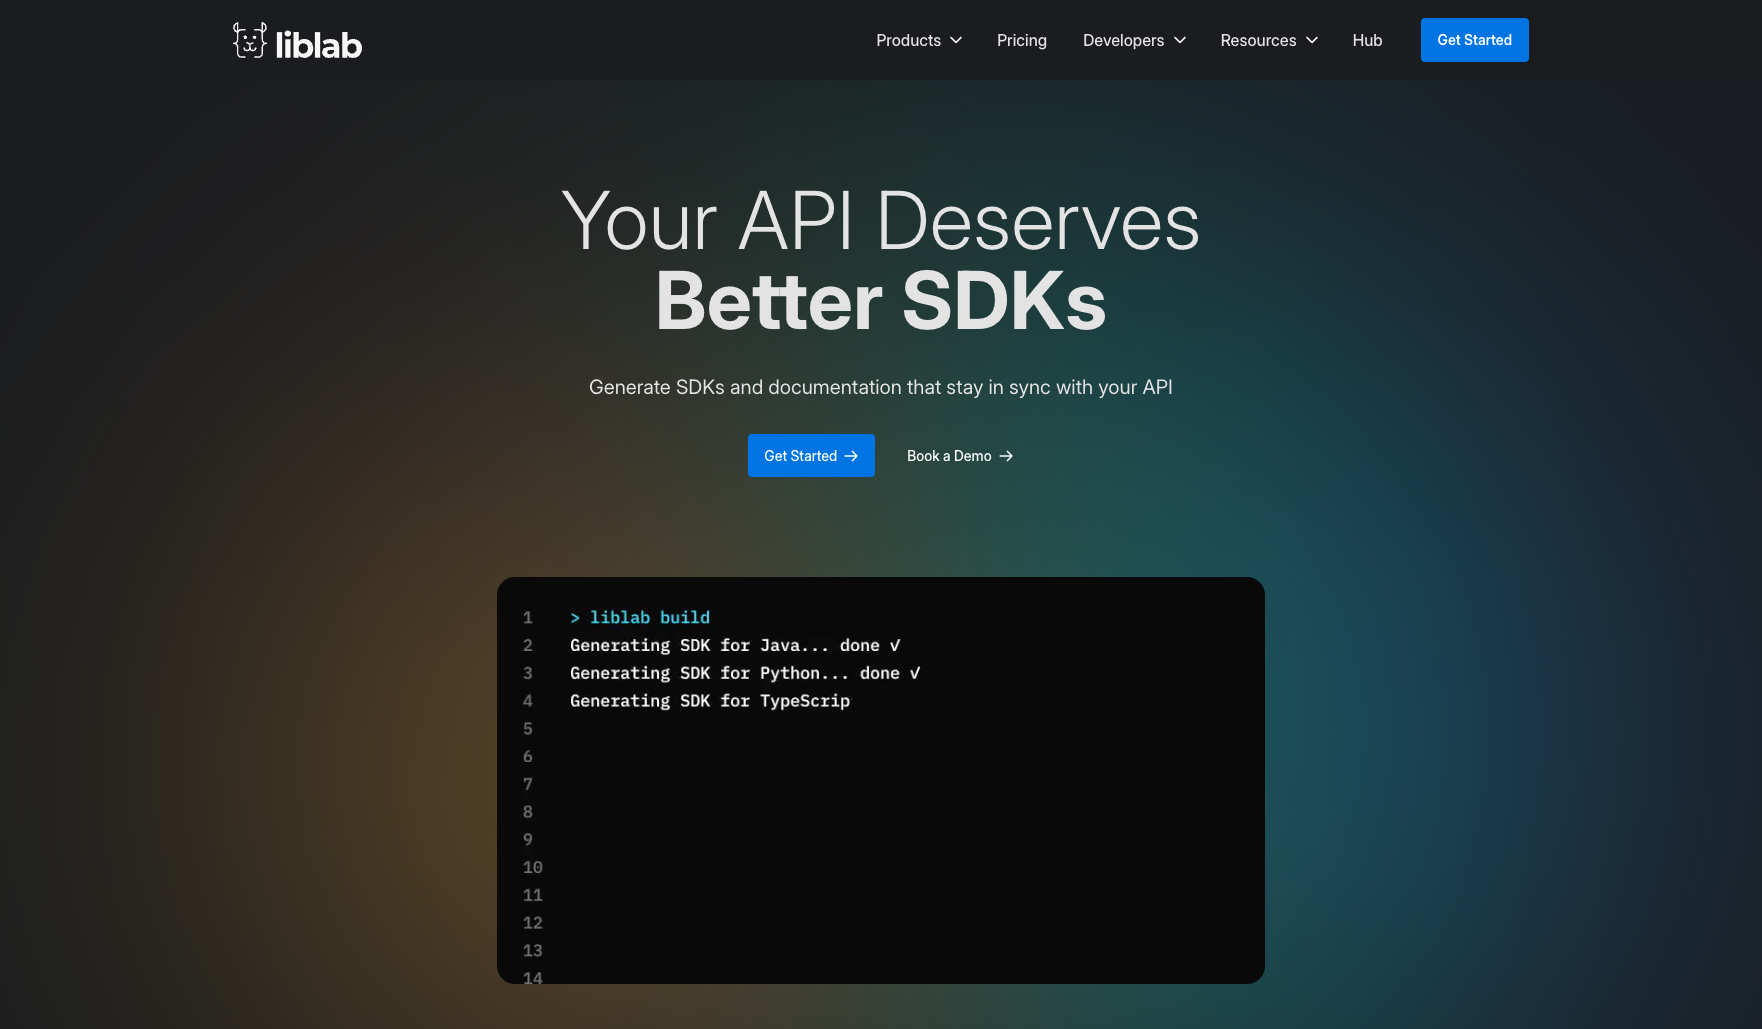 liblab
Products
Pricing
Developers
Resources
Hub
Get Started
Your API Deserves
Better SDKs
Generate SDKs and documentation that stay in sync with your API
Get Started →
Book a Demo →
1 > liblab build
2 Generating SDK for Java... done √
3 Generating SDK for Python... done √
4 Generating SDK for TypeScrip
5
6
7
8
9
10
11
12
13
14